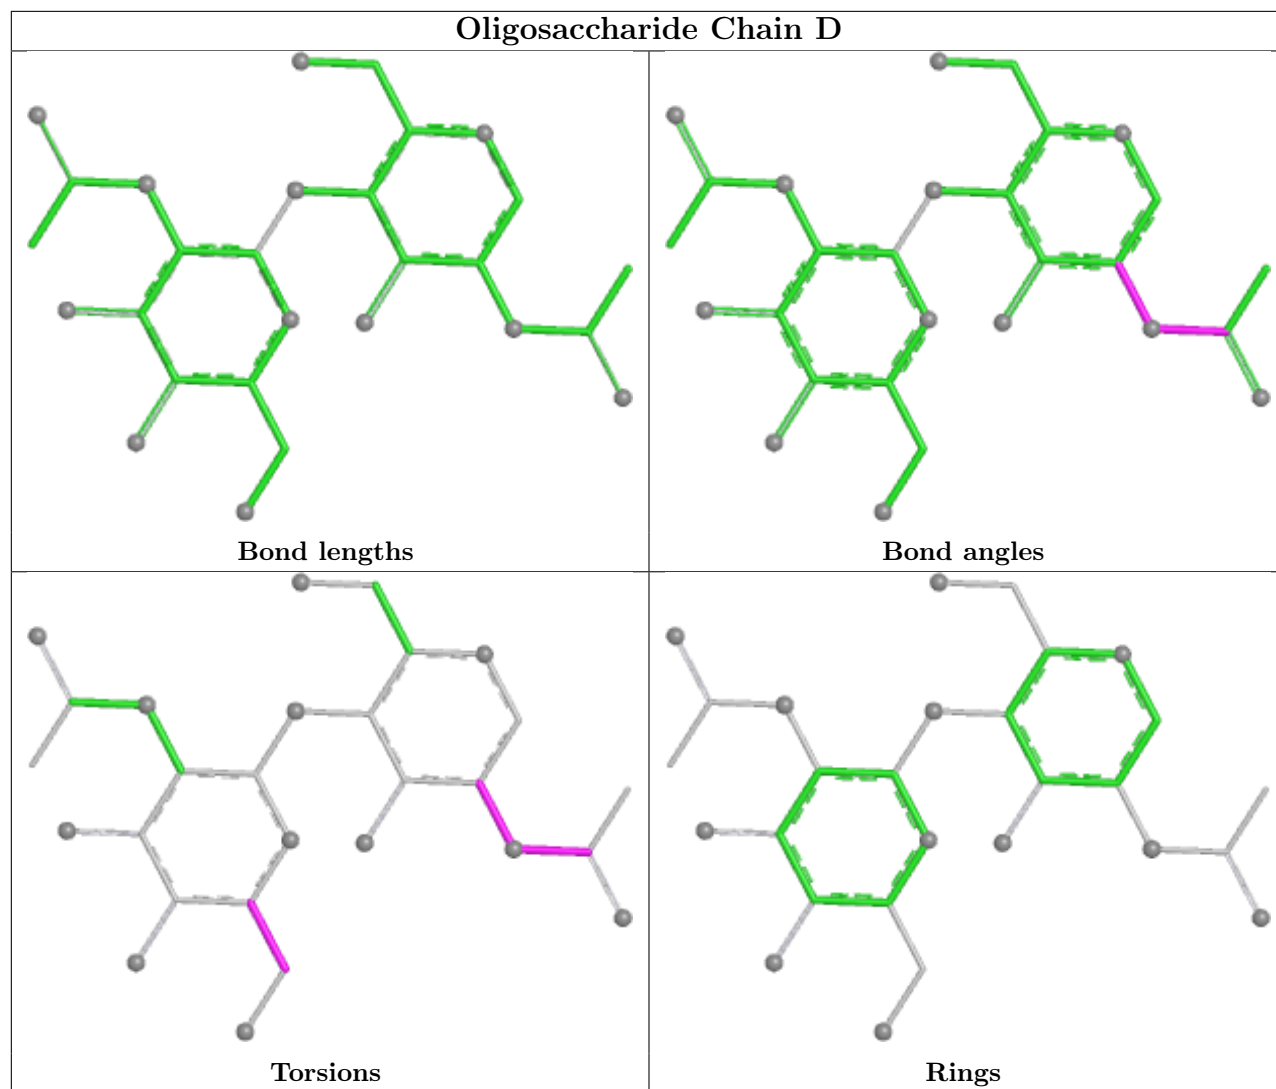 Oligosaccharide Chain D
Bond lengths
Bond angles
Torsions
Rings